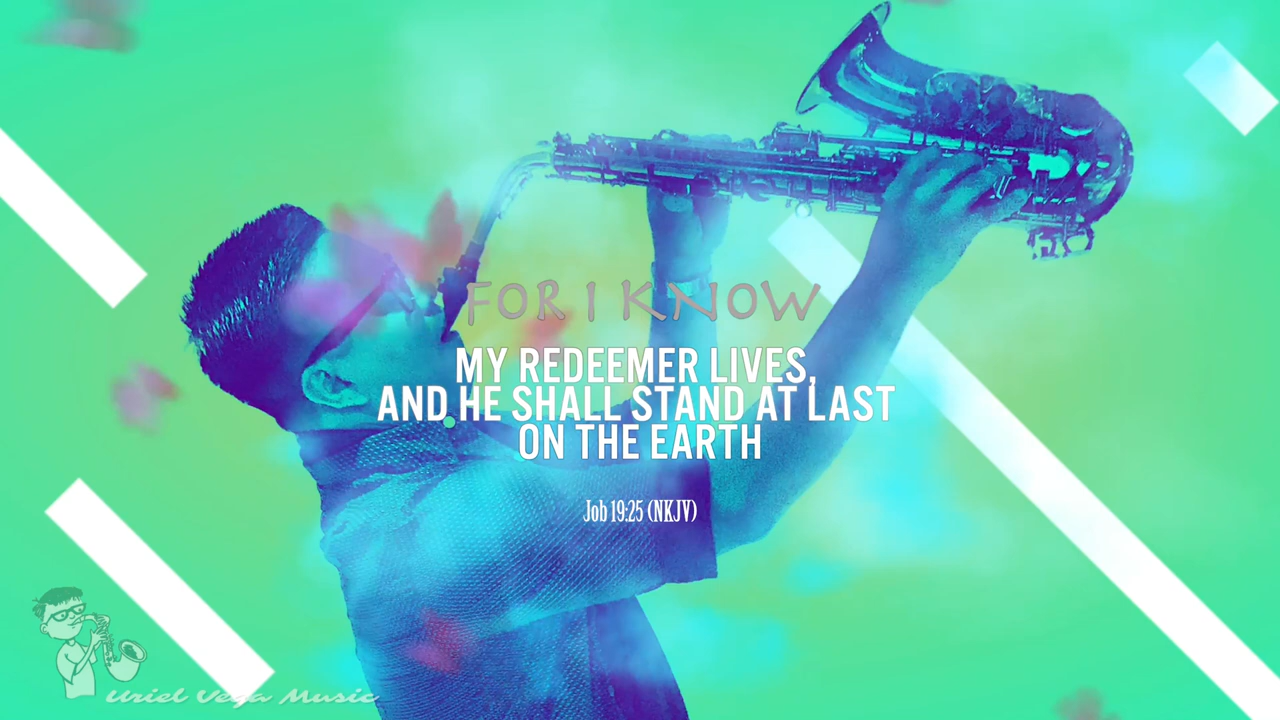 FOR I KNOW
MY REDEEMER LIVES,
AND HE SHALL STAND AT LAST
ON THE EARTH
Job 19:25 (NKJV)
Uriel Vega Music